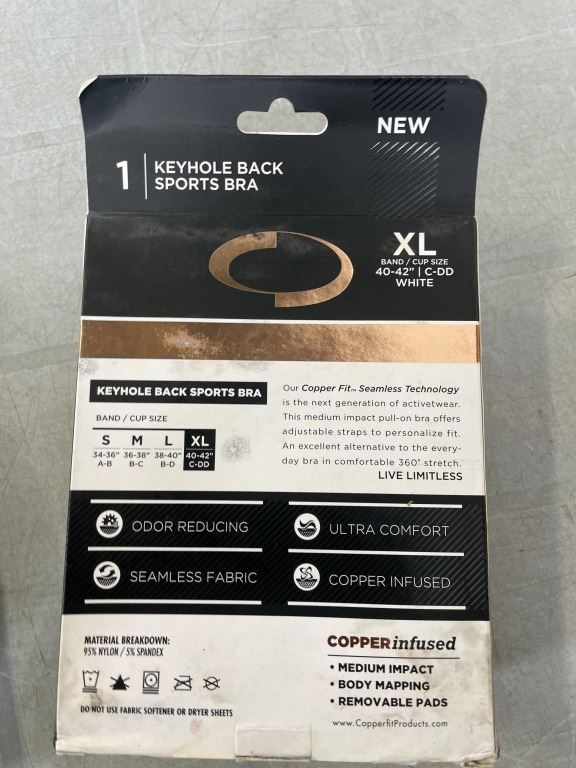 NEW
1 KEYHOLE BACK
SPORTS BRA
XL
BAND / CUP SIZE
40-42" | C-DD
WHITE
KEYHOLE BACK SPORTS BRA
BAND / CUP SIZE
S M L XL
34-36" 36-38" 38-40" 40-42"
A-B B-C B-D C-DD
Our Copper Fit™ Seamless Technology
is the next generation of activetwear.
This medium impact pull-on bra offers
adjustable straps to personalize fit.
An excellent alternative to the every-
day bra in comfortable 360° stretch.
LIVE LIMITLESS
ODOR REDUCING
ULTRA COMFORT
SEAMLESS FABRIC
COPPER INFUSED
MATERIAL BREAKDOWN:
95% NYLON / 5% SPANDEX
DO NOT USE FABRIC SOFTENER OR DRYER SHEETS
COPPERinfused
• MEDIUM IMPACT
• BODY MAPPING
• REMOVABLE PADS
www.CopperfitProducts.com